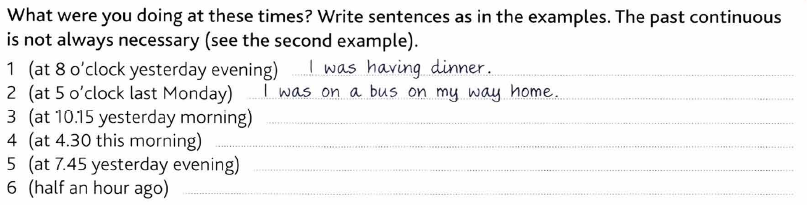 What were you doing at these times? Write sentences as in the examples. The past continuous
is not always necessary (see the second example).
1 (at 8 o'clock yesterday evening) I was having dinner.
2 (at 5 o'clock last Monday) I was on a bus on my way home.
3 (at 10.15 yesterday morning)
4 (at 4.30 this morning)
5 (at 7.45 yesterday evening)
6 (half an hour ago)